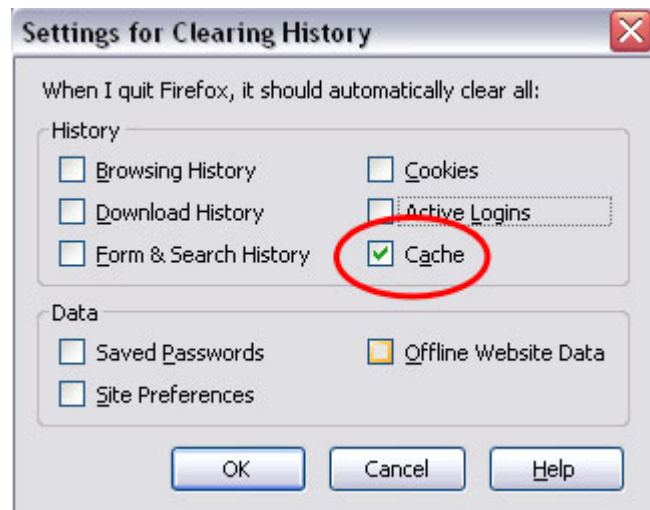 Settings for Clearing History
When I quit Firefox, it should automatically clear all:
History
Browsing History
Cookies
Download History
Active Logins
Form & Search History
Cache
Data
Saved Passwords
Offline Website Data
Site Preferences
OK
Cancel
Help